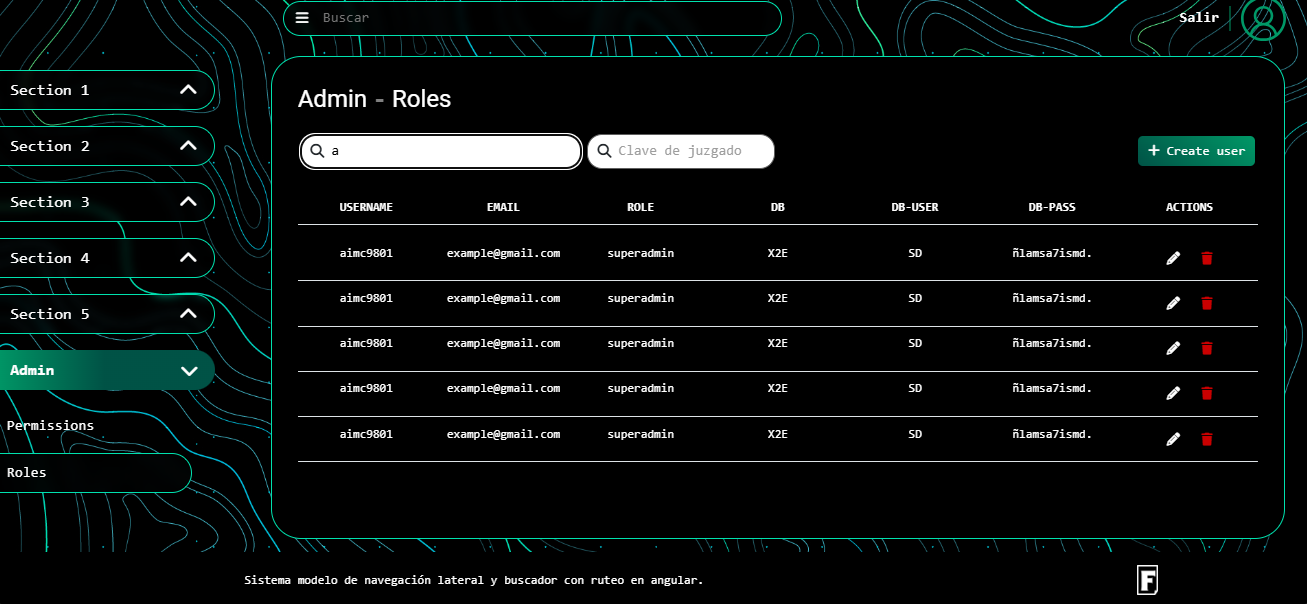 Buscar
Salir
Section 1
Section 2
Section 3
Section 4
Section 5
Admin
Permissions
Roles
Admin - Roles
a
Clave de juzgado
+ Create user
USERNAME EMAIL ROLE DB DB-USER DB-PASS ACTIONS
aimc9801 example@gmail.com superadmin X2E SD ñlamsa7ismd.
aimc9801 example@gmail.com superadmin X2E SD ñlamsa7ismd.
aimc9801 example@gmail.com superadmin X2E SD ñlamsa7ismd.
aimc9801 example@gmail.com superadmin X2E SD ñlamsa7ismd.
aimc9801 example@gmail.com superadmin X2E SD ñlamsa7ismd.
Sistema modelo de navegación lateral y buscador con ruteo en angular.
F